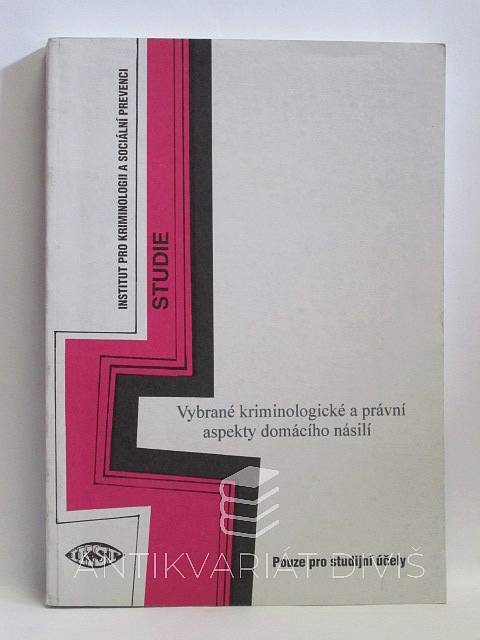 INSTITUT PRO KRIMINOLOGII A SOCIÁLNÍ PREVENCI
STUDIE
Vybrané kriminologické a právní
aspekty domácího násilí
IKSP
Pouze pro studijní účely
ANTIKVARIÁT DIVIŠ